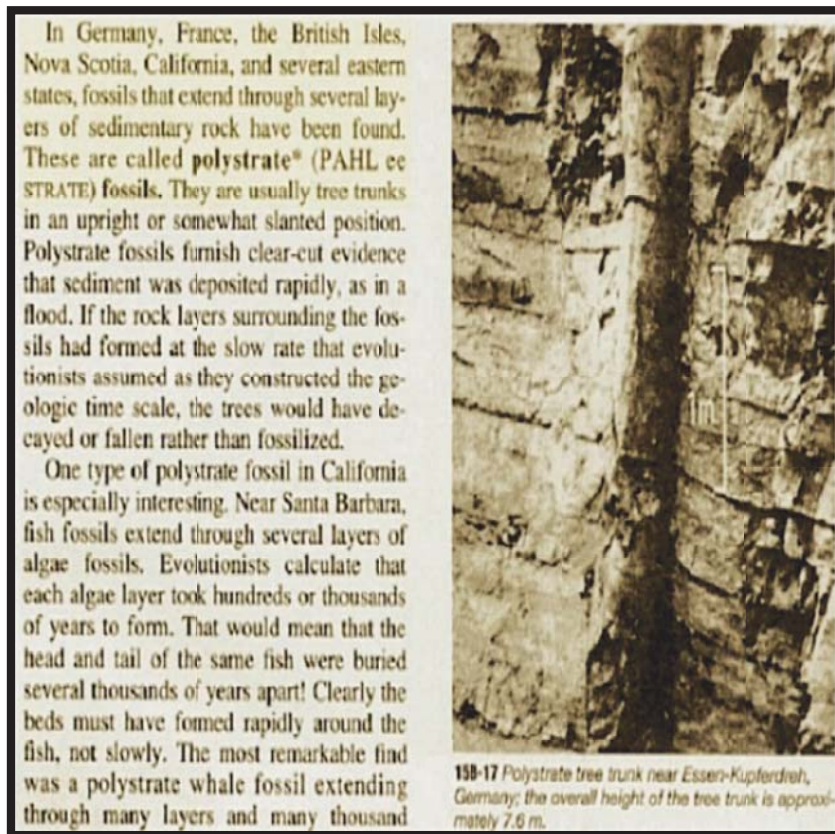 In Germany, France, the British Isles,
Nova Scotia, California, and several eastern
states, fossils that extend through several lay-
ers of sedimentary rock have been found.
These are called polystrate* (PAHL ee
STRATE) fossils. They are usually tree trunks
in an upright or somewhat slanted position.
Polystrate fossils furnish clear-cut evidence
that sediment was deposited rapidly, as in a
flood. If the rock layers surrounding the fos-
sils had formed at the slow rate that evolu-
tionists assumed as they constructed the ge-
ologic time scale, the trees would have de-
cayed or fallen rather than fossilized.
One type of polystrate fossil in California
is especially interesting. Near Santa Barbara,
fish fossils extend through several layers of
algae fossils. Evolutionists calculate that
each algae layer took hundreds or thousands
of years to form. That would mean that the
head and tail of the same fish were buried
several thousands of years apart! Clearly the
beds must have formed rapidly around the
fish, not slowly. The most remarkable find
was a polystrate whale fossil extending
through many layers and many thousand
1m
15B-17 Polystrate tree trunk near Essen-Kupferdreh,
Germany; the overall height of the tree trunk is approxi-
mately 7.6 m.